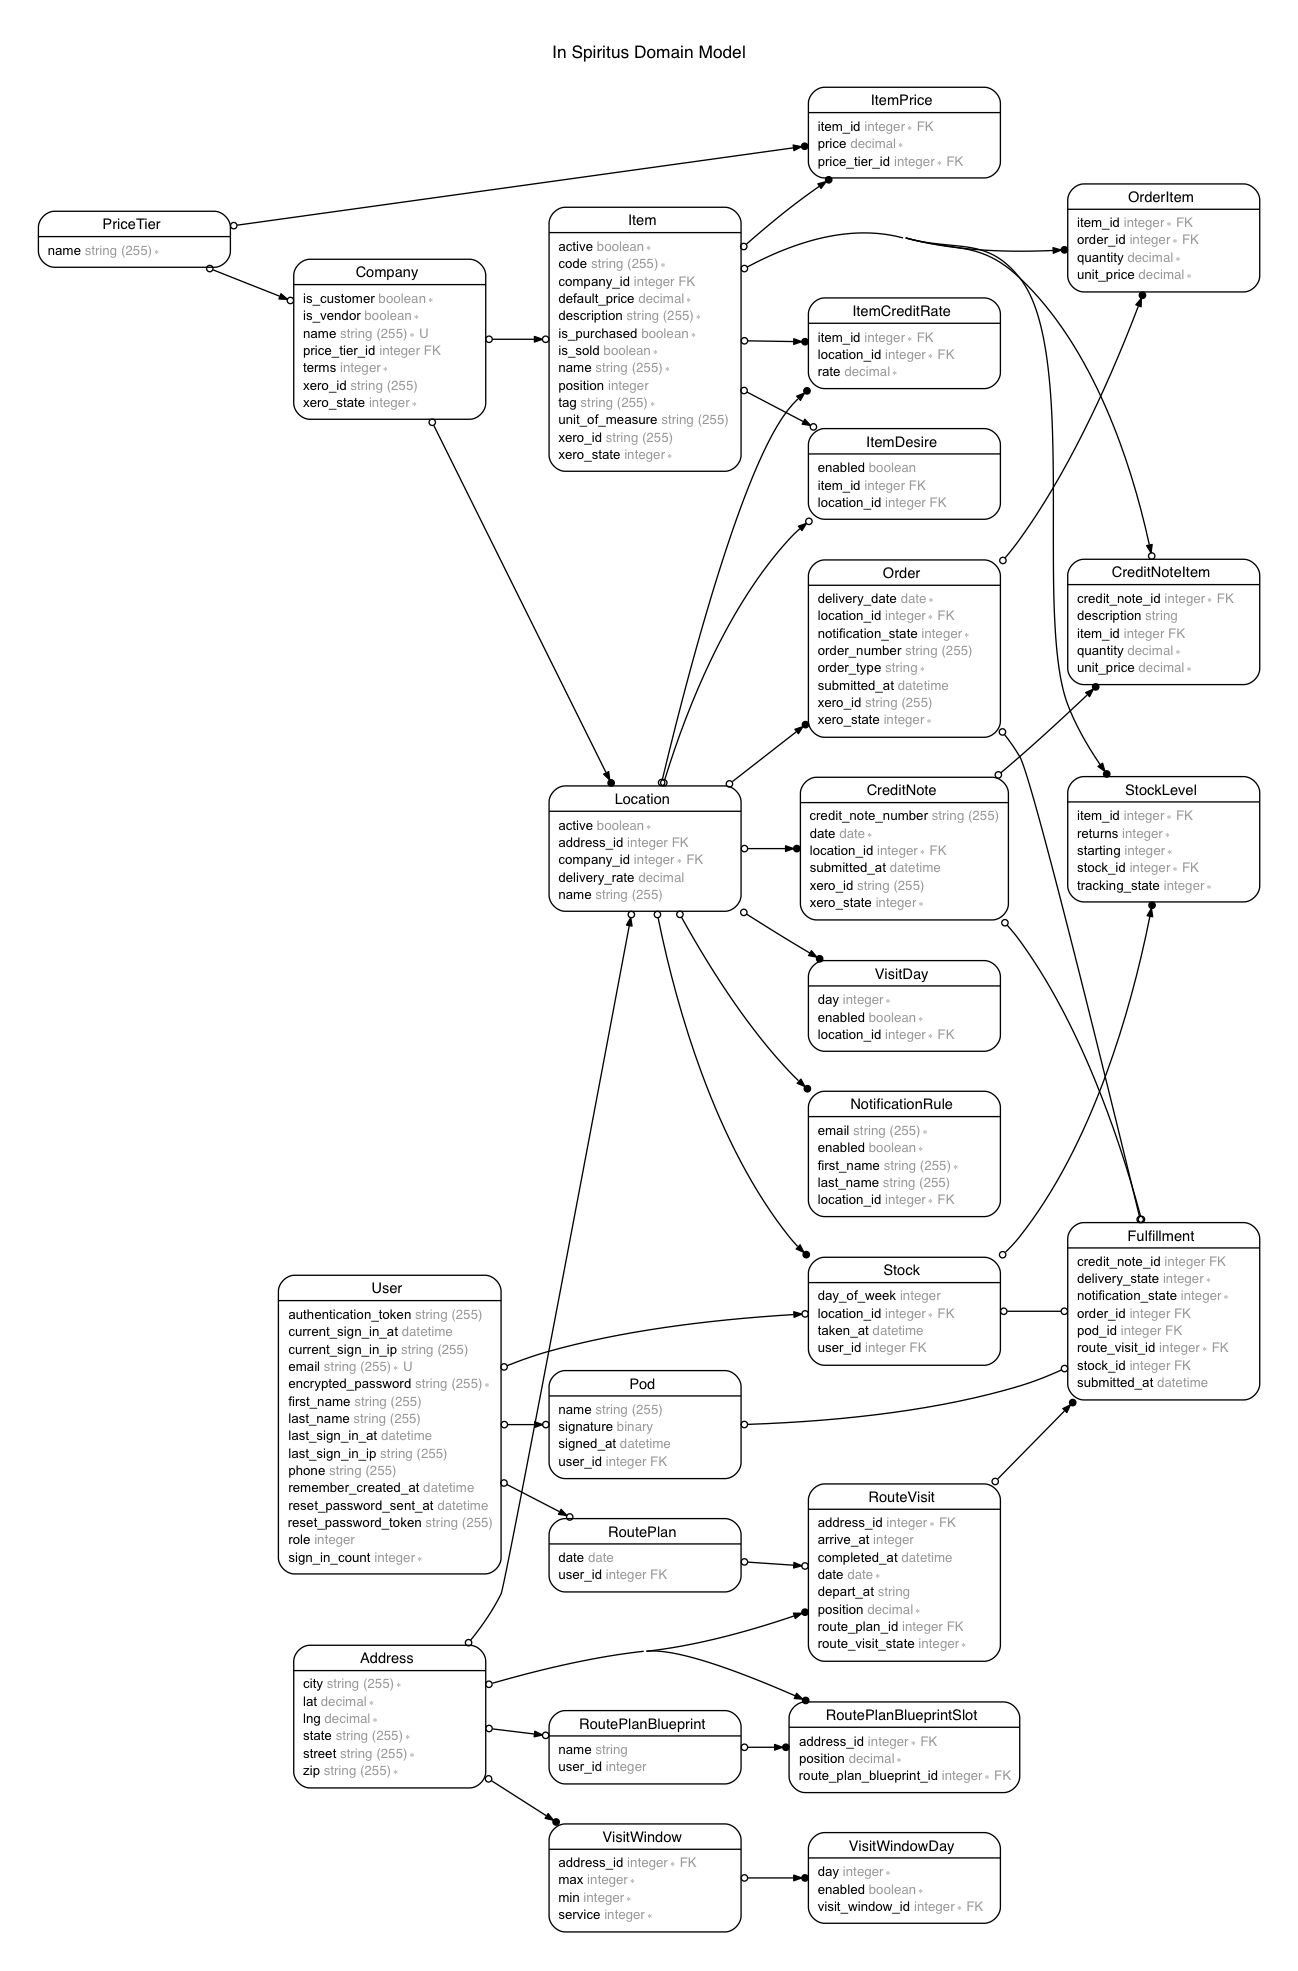 In Spiritus Domain Model
ItemPrice
item_id integer ∗ FK
price decimal ∗
price_tier_id integer ∗ FK
PriceTier
name string (255) ∗
Company
is_customer boolean ∗
is_vendor boolean ∗
name string (255) ∗ U
price_tier_id integer FK
terms integer ∗
xero_id string (255)
xero_state integer ∗
Item
active boolean ∗
code string (255) ∗
company_id integer FK
default_price decimal ∗
description string (255) ∗
is_purchased boolean ∗
is_sold boolean ∗
name string (255) ∗
position integer
tag string (255) ∗
unit_of_measure string (255)
xero_id string (255)
xero_state integer ∗
OrderItem
item_id integer ∗ FK
order_id integer ∗ FK
quantity decimal ∗
unit_price decimal ∗
ItemCreditRate
item_id integer ∗ FK
location_id integer ∗ FK
rate decimal ∗
ItemDesire
enabled boolean
item_id integer FK
location_id integer FK
Order
delivery_date date ∗
location_id integer ∗ FK
notification_state integer ∗
order_number string (255)
order_type string ∗
submitted_at datetime
xero_id string (255)
xero_state integer ∗
CreditNoteItem
credit_note_id integer ∗ FK
description string
item_id integer FK
quantity decimal ∗
unit_price decimal ∗
Location
active boolean ∗
address_id integer FK
company_id integer ∗ FK
delivery_rate decimal
name string (255)
CreditNote
credit_note_number string (255)
date date ∗
location_id integer ∗ FK
submitted_at datetime
xero_id string (255)
xero_state integer ∗
StockLevel
item_id integer ∗ FK
returns integer ∗
starting integer ∗
stock_id integer ∗ FK
tracking_state integer ∗
VisitDay
day integer ∗
enabled boolean ∗
location_id integer ∗ FK
NotificationRule
email string (255) ∗
enabled boolean ∗
first_name string (255) ∗
last_name string (255)
location_id integer ∗ FK
Stock
day_of_week integer
location_id integer ∗ FK
taken_at datetime
user_id integer FK
Fulfillment
credit_note_id integer FK
delivery_state integer ∗
notification_state integer ∗
order_id integer FK
pod_id integer FK
route_visit_id integer ∗ FK
stock_id integer FK
submitted_at datetime
User
authentication_token string (255)
current_sign_in_at datetime
current_sign_in_ip string (255)
email string (255) ∗ U
encrypted_password string (255) ∗
first_name string (255)
last_name string (255)
last_sign_in_at datetime
last_sign_in_ip string (255)
phone string (255)
remember_created_at datetime
reset_password_sent_at datetime
reset_password_token string (255)
role integer
sign_in_count integer ∗
Pod
name string (255)
signature binary
signed_at datetime
user_id integer FK
RoutePlan
date date
user_id integer FK
RouteVisit
address_id integer ∗ FK
arrive_at integer
completed_at datetime
date date ∗
depart_at string
position decimal ∗
route_plan_id integer FK
route_visit_state integer ∗
Address
city string (255) ∗
lat decimal ∗
lng decimal ∗
state string (255) ∗
street string (255) ∗
zip string (255) ∗
RoutePlanBlueprint
name string
user_id integer
RoutePlanBlueprintSlot
address_id integer ∗ FK
position decimal ∗
route_plan_blueprint_id integer ∗ FK
VisitWindow
address_id integer ∗ FK
max integer ∗
min integer ∗
service integer ∗
VisitWindowDay
day integer ∗
enabled boolean ∗
visit_window_id integer ∗ FK